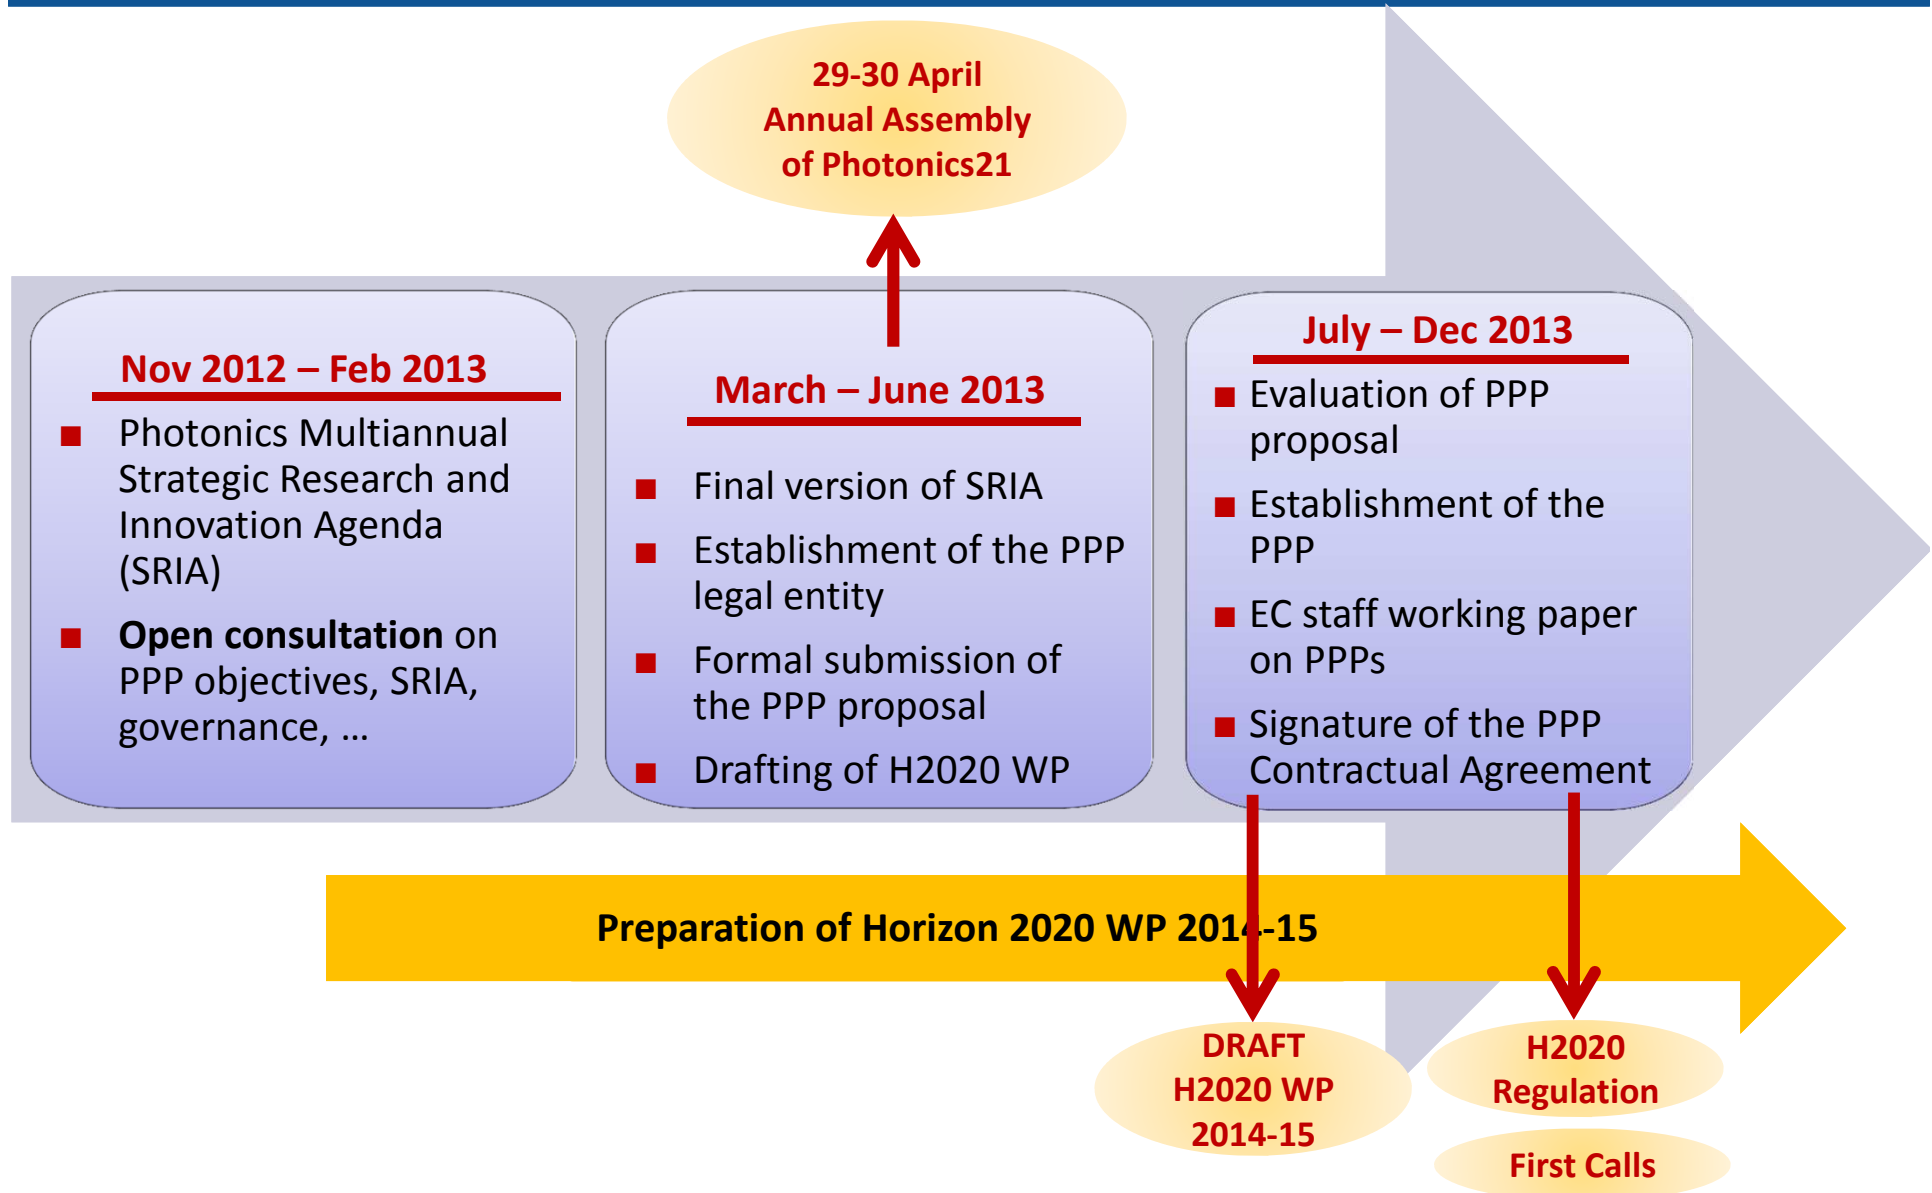 29-30 April
Annual Assembly
of Photonics21
Nov 2012 – Feb 2013
■ Photonics Multiannual
Strategic Research and
Innovation Agenda
(SRIA)
■ Open consultation on
PPP objectives, SRIA,
governance, ...
March – June 2013
■ Final version of SRIA
■ Establishment of the PPP
legal entity
■ Formal submission of
the PPP proposal
■ Drafting of H2020 WP
July – Dec 2013
■ Evaluation of PPP
proposal
■ Establishment of the
PPP
■ EC staff working paper
on PPPs
■ Signature of the PPP
Contractual Agreement
Preparation of Horizon 2020 WP 2014-15
DRAFT
H2020 WP
2014-15
H2020
Regulation
First Calls